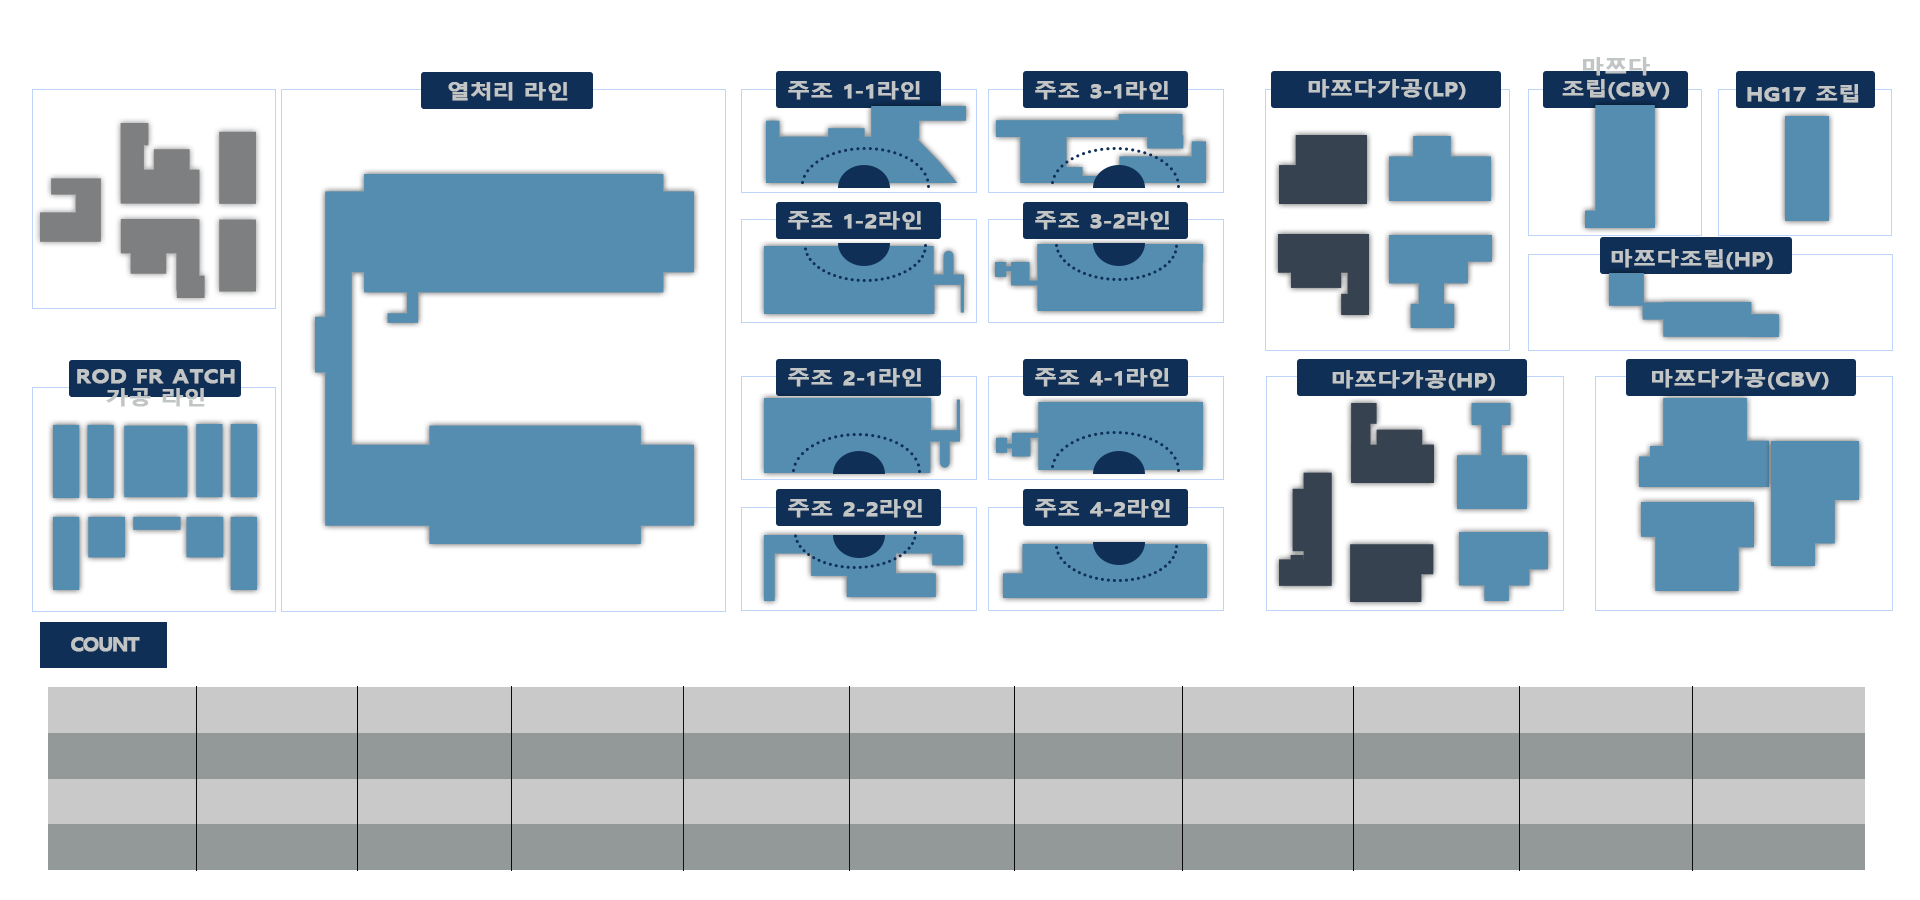 열처리 라인
주조 1-1라인
주조 3-1라인
마쯔다가공(LP)
마쯔다
조립(CBV)
HG17 조립
주조 1-2라인
주조 3-2라인
마쯔다조립(HP)
ROD FR ATCH
가공 라인
주조 2-1라인
주조 4-1라인
마쯔다가공(HP)
마쯔다가공(CBV)
주조 2-2라인
주조 4-2라인
COUNT